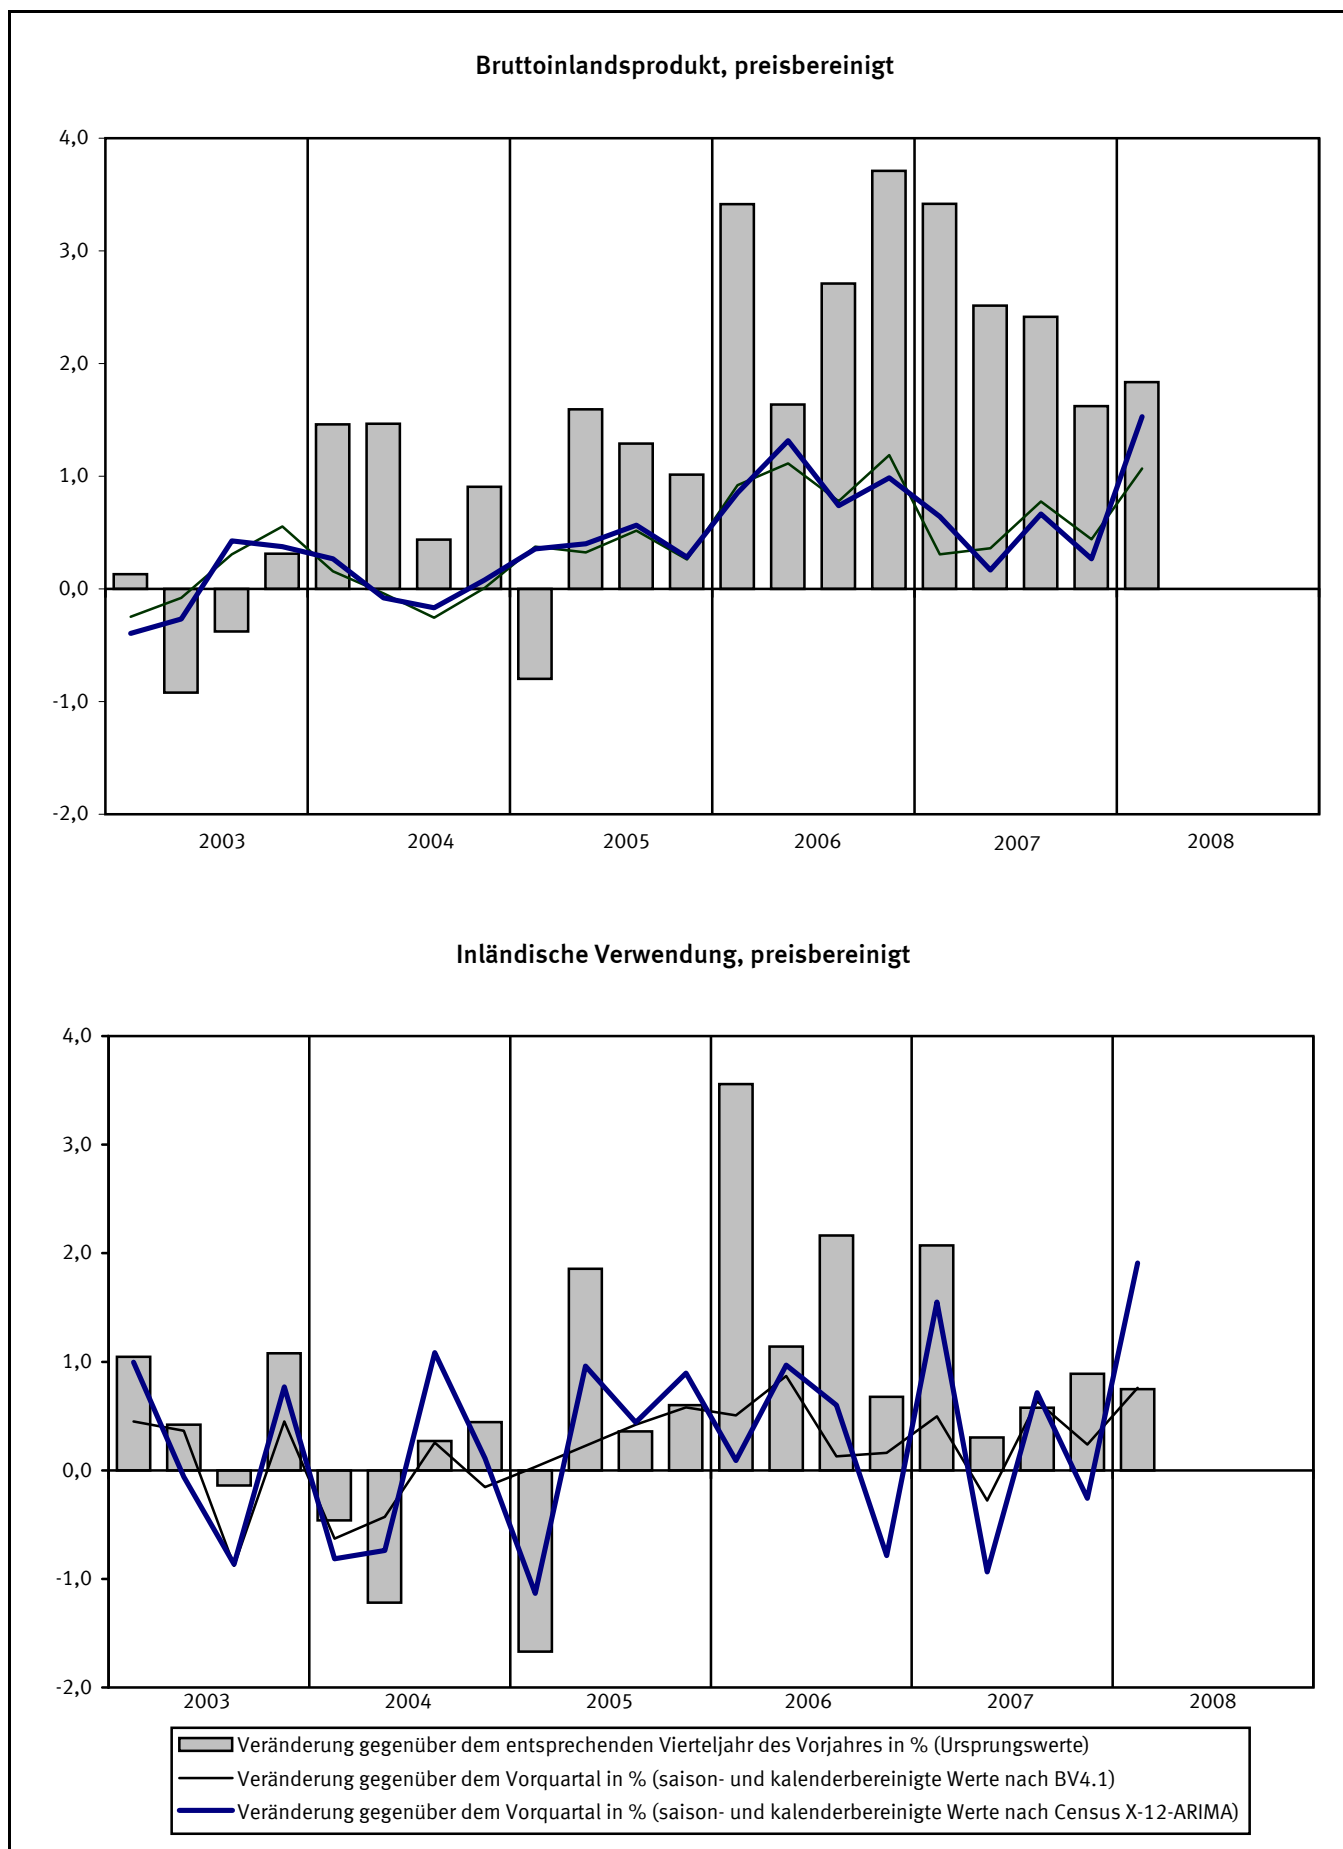 Bruttoinlandsprodukt, preisbereinigt
4,0
3,0
2,0
1,0
0,0
-1,0
-2,0
2003 2004 2005 2006 2007 2008
Inländische Verwendung, preisbereinigt
4,0
3,0
2,0
1,0
0,0
-1,0
-2,0
2003 2004 2005 2006 2007 2008
Veränderung gegenüber dem entsprechenden Vierteljahr des Vorjahres in % (Ursprungswerte)
Veränderung gegenüber dem Vorquartal in % (saison- und kalenderbereinigte Werte nach BV4.1)
Veränderung gegenüber dem Vorquartal in % (saison- und kalenderbereinigte Werte nach Census X-12-ARIMA)